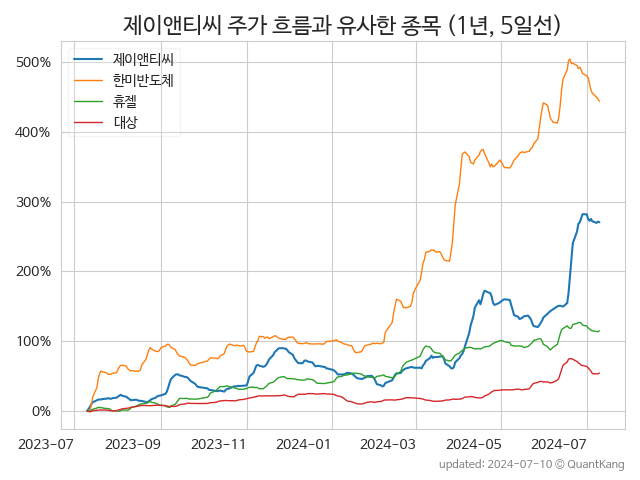 제이앤티씨 주가 흐름과 유사한 종목 (1년, 5일선)
제이앤티씨
한미반도체
휴젤
대상
500%
400%
300%
200%
100%
0%
2023-07 2023-09 2023-11 2024-01 2024-03 2024-05 2024-07
updated: 2024-07-10 © QuantKang